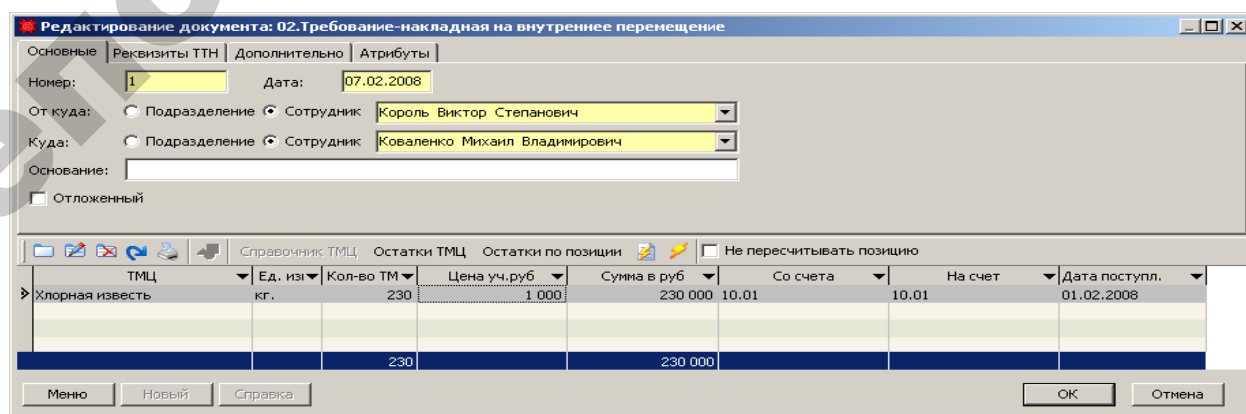 Редактирование документа: 02.Требование-накладная на внутреннее перемещение
Основные Реквизиты ТТН Дополнительно Атрибуты
Номер: 1 Дата: 07.02.2008
От куда: Подразделение Сотрудник Король Виктор Степанович
Куда: Подразделение Сотрудник Коваленко Михаил Владимирович
Основание:
Отложенный
Справочник ТМЦ Остатки ТМЦ Остатки по позиции Не пересчитывать позицию
ТМЦ Ед. изм Кол-во ТМ Цена уч.руб Сумма в руб Со счета На счет Дата поступл.
Хлорная известь кг. 230 1 000 230 000 10.01 10.01 01.02.2008
230 230 000
Меню Новый Справка ОК Отмена